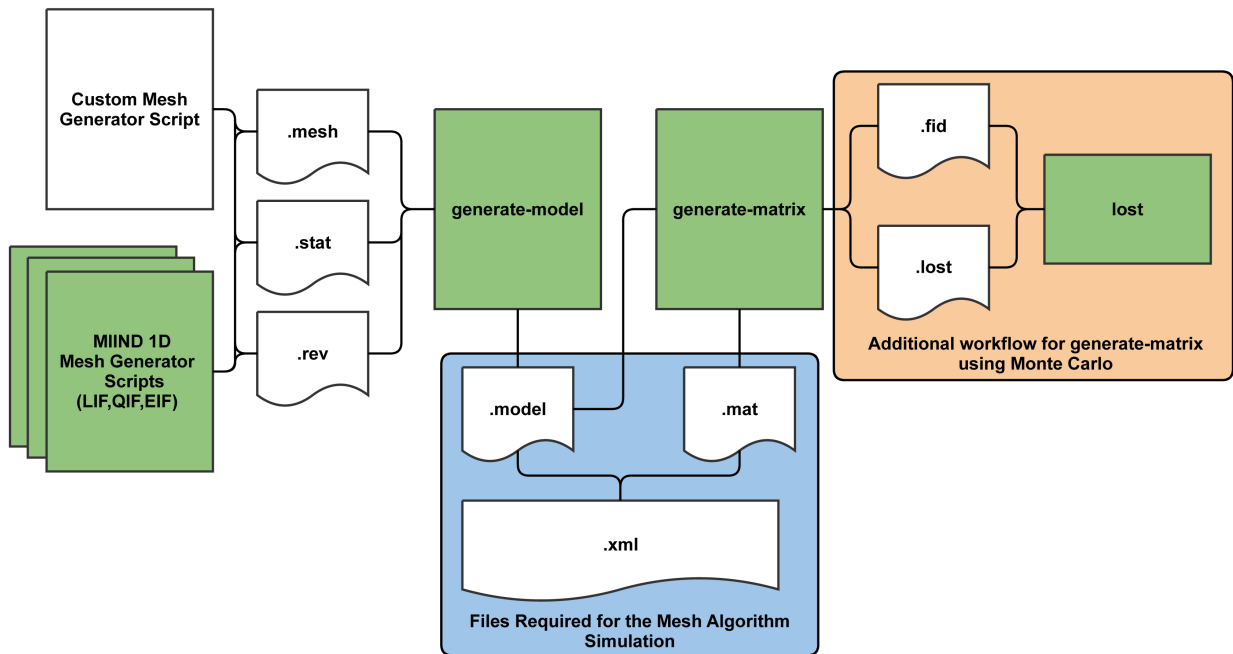 Custom Mesh
Generator Script
.mesh
.stat
.rev
MIIND 1D
Mesh Generator
Scripts
(LIF,QIF,EIF)
generate-model
generate-matrix
.fid
.lost
lost
Additional workflow for generate-matrix
using Monte Carlo
.model
.mat
.xml
Files Required for the Mesh Algorithm
Simulation